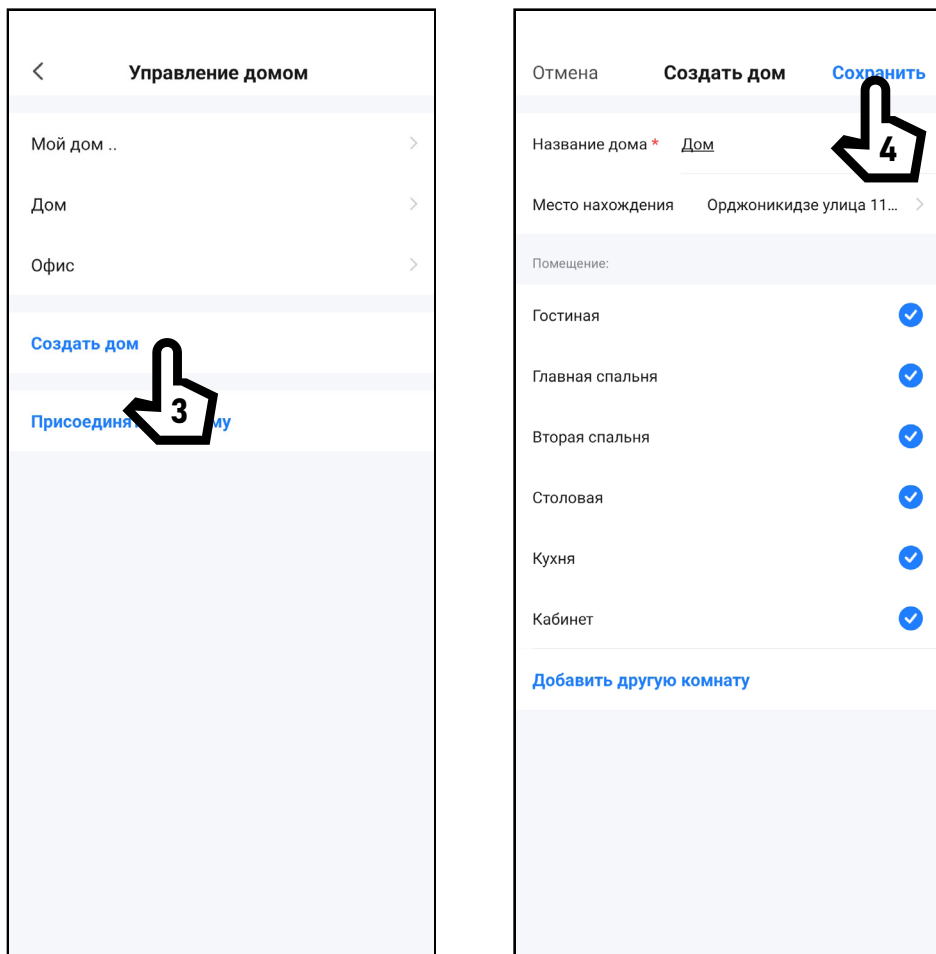 Управление домом
Мой дом ..
Дом
Офис
Создать дом
3
Отмена Создать дом Сохранить
4
Название дома * Дом
Место нахождения Орджоникидзе улица 11...
Помещение:
Гостиная
Главная спальня
Вторая спальня
Столовая
Кухня
Кабинет
Добавить другую комнату